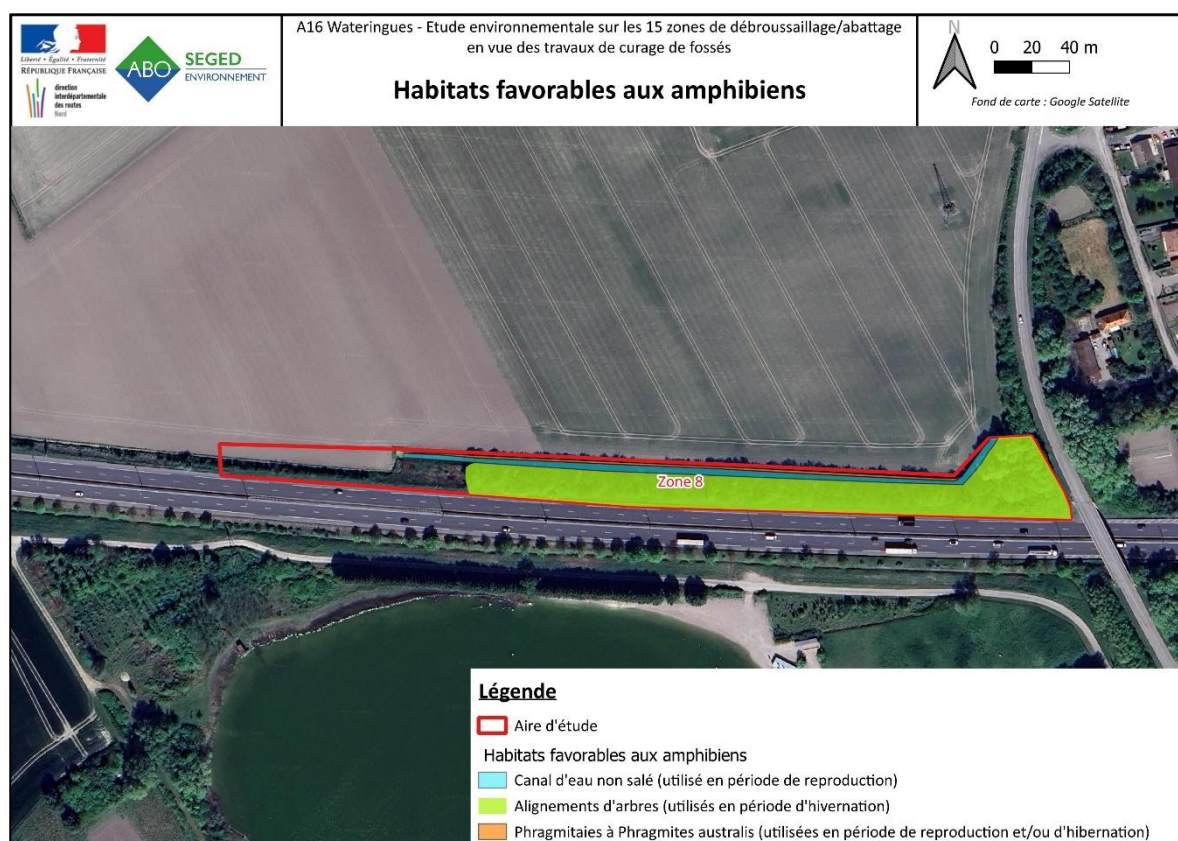 Liberté • Égalité • Fraternité
RÉPUBLIQUE FRANÇAISE
direction
interdépartementale
des routes
Nord
ABO
SEGED
ENVIRONNEMENT
A16 Wateringues - Etude environnementale sur les 15 zones de débroussaillage/abattage
en vue des travaux de curage de fossés
Habitats favorables aux amphibiens
N
0 20 40 m
Fond de carte : Google Satellite
Zone 8
Légende
Aire d'étude
Habitats favorables aux amphibiens
Canal d'eau non salé (utilisé en période de reproduction)
Alignements d'arbres (utilisés en période d'hivernation)
Phragmitaies à Phragmites australis (utilisées en période de reproduction et/ou d'hibernation)